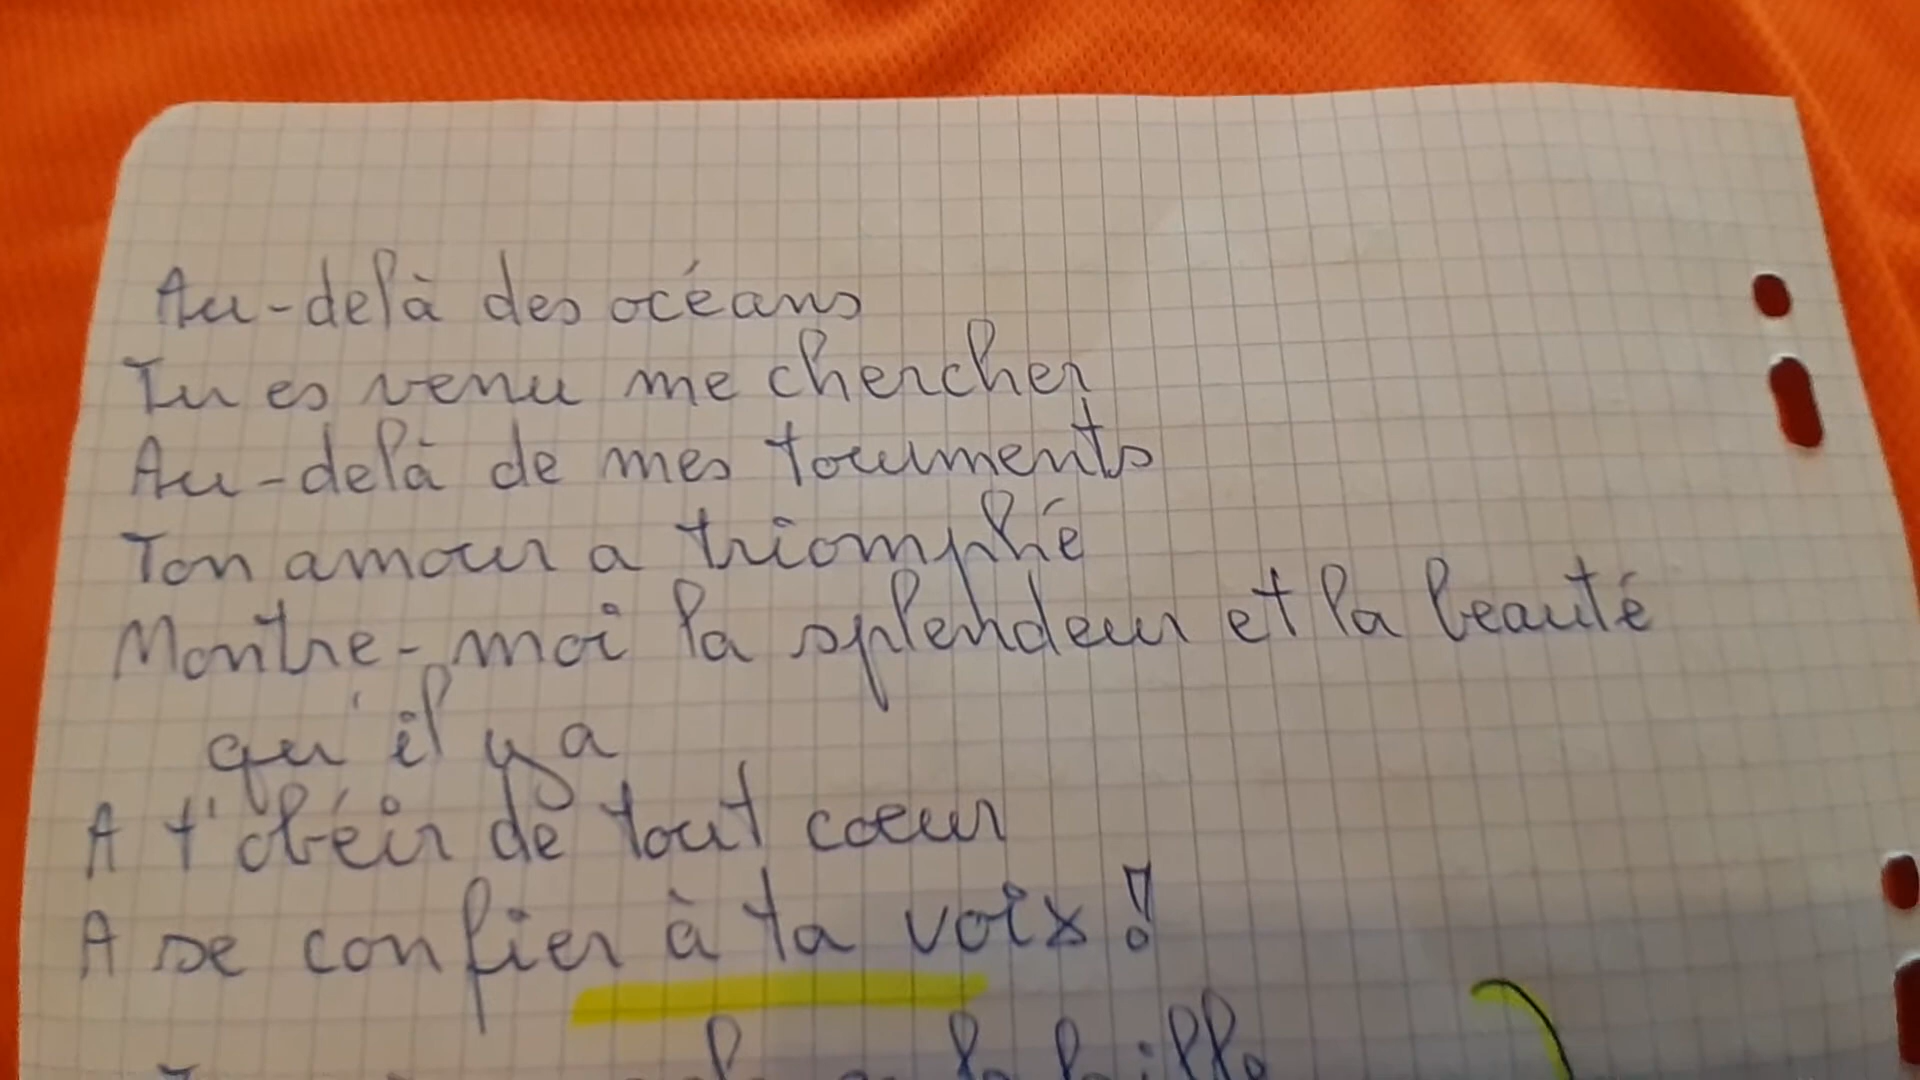 Au-delà des océans
Tu es venu me chercher
Au-delà de mes tourments
Ton amour a triomphé
Montre-moi la splendeur et la beauté
qu'il y a
A t'obéir de tout cœur
A se confier à ta voix !